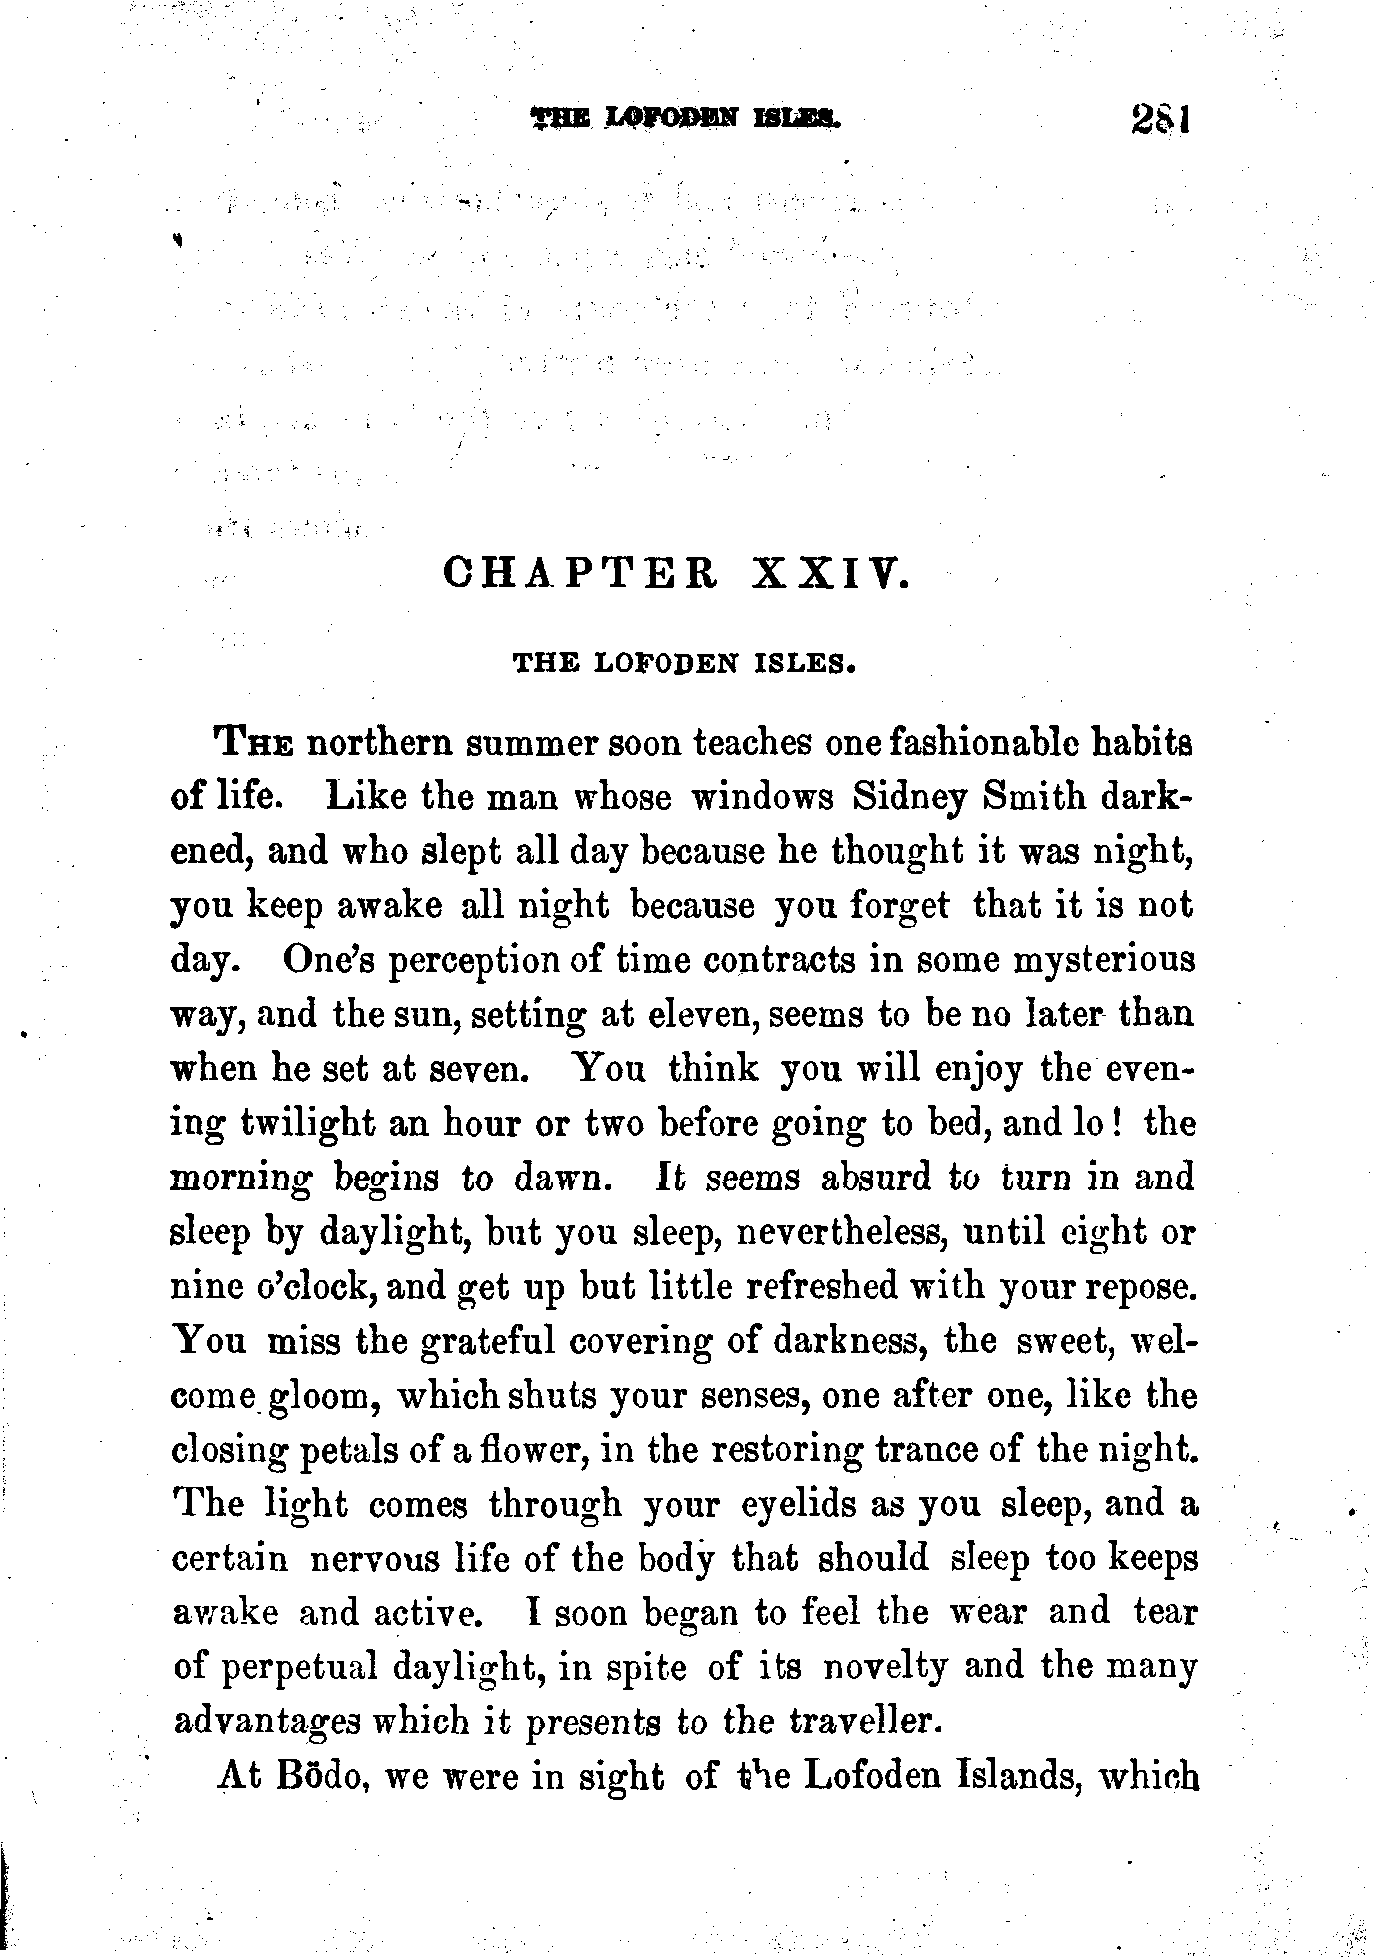 THE LOFODEN ISLES. 281
CHAPTER XXIV.
THE LOFODEN ISLES.
THE northern summer soon teaches one fashionable habits
of life. Like the man whose windows Sidney Smith dark-
ened, and who slept all day because he thought it was night,
you keep awake all night because you forget that it is not
day. One's perception of time contracts in some mysterious
way, and the sun, setting at eleven, seems to be no later than
when he set at seven. You think you will enjoy the even-
ing twilight an hour or two before going to bed, and lo! the
morning begins to dawn. It seems absurd to turn in and
sleep by daylight, but you sleep, nevertheless, until eight or
nine o'clock, and get up but little refreshed with your repose.
You miss the grateful covering of darkness, the sweet, wel-
come gloom, which shuts your senses, one after one, like the
closing petals of a flower, in the restoring trance of the night.
The light comes through your eyelids as you sleep, and a
certain nervous life of the body that should sleep too keeps
awake and active. I soon began to feel the wear and tear
of perpetual daylight, in spite of its novelty and the many
advantages which it presents to the traveller.
At Bödo, we were in sight of the Lofoden Islands, which